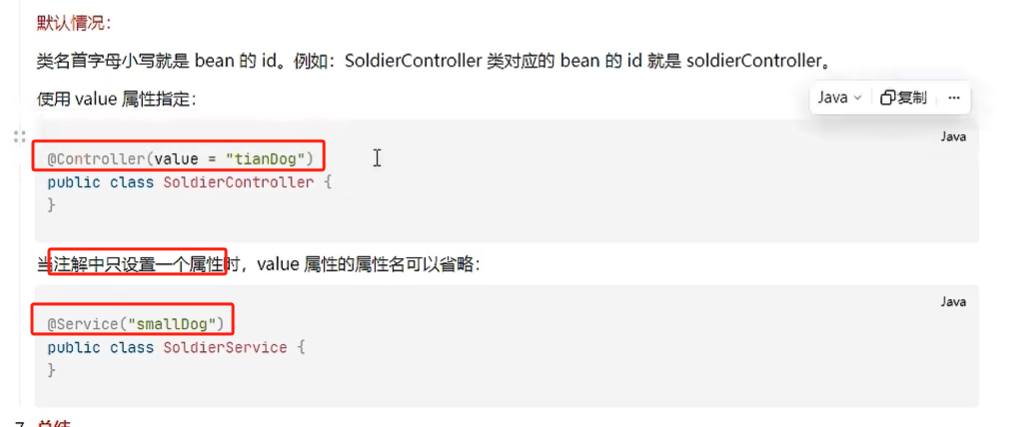 默认情况：
类名首字母小写就是 bean 的 id。例如：SoldierController 类对应的 bean 的 id 就是 soldierController。
使用 value 属性指定：
Java 复制 ···
Java
@Controller(value = "tianDog")
public class SoldierController {
}
当注解中只设置一个属性时，value 属性的属性名可以省略：
Java
@Service("smallDog")
public class SoldierService {
}
7. 总结